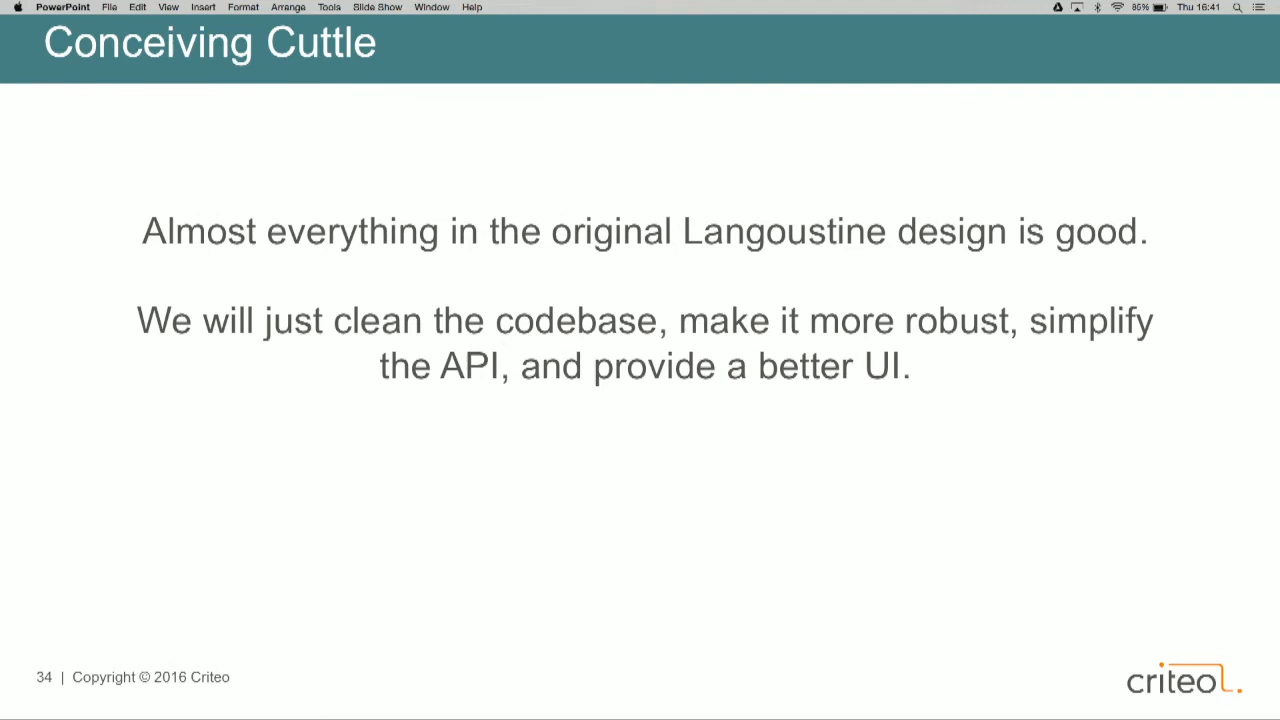 PowerPoint File Edit View Insert Format Arrange Tools Slide Show Window Help 85% Thu 16:41
Conceiving Cuttle
Almost everything in the original Langoustine design is good.
We will just clean the codebase, make it more robust, simplify
the API, and provide a better UI.
34 | Copyright © 2016 Criteo
criteo